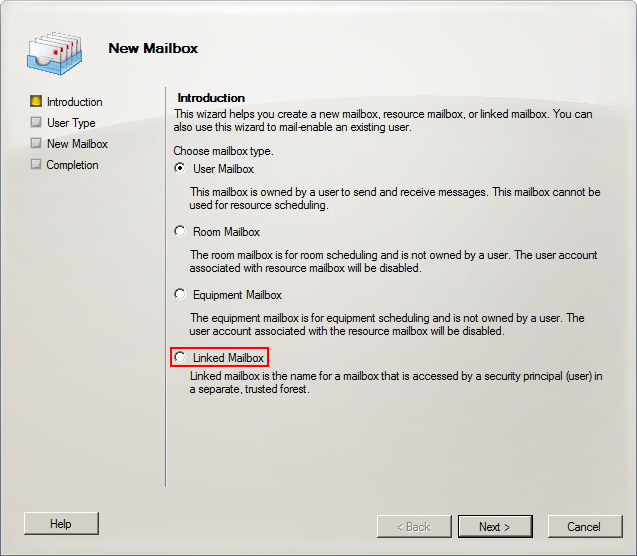 New Mailbox
Introduction
User Type
New Mailbox
Completion
Introduction
This wizard helps you create a new mailbox, resource mailbox, or linked mailbox. You can
also use this wizard to mail-enable an existing user.
Choose mailbox type.
User Mailbox
This mailbox is owned by a user to send and receive messages. This mailbox cannot be
used for resource scheduling.
Room Mailbox
The room mailbox is for room scheduling and is not owned by a user. The user account
associated with resource mailbox will be disabled.
Equipment Mailbox
The equipment mailbox is for equipment scheduling and is not owned by a user. The
user account associated with the resource mailbox will be disabled.
Linked Mailbox
Linked mailbox is the name for a mailbox that is accessed by a security principal (user) in
a separate, trusted forest.
Help
< Back
Next >
Cancel